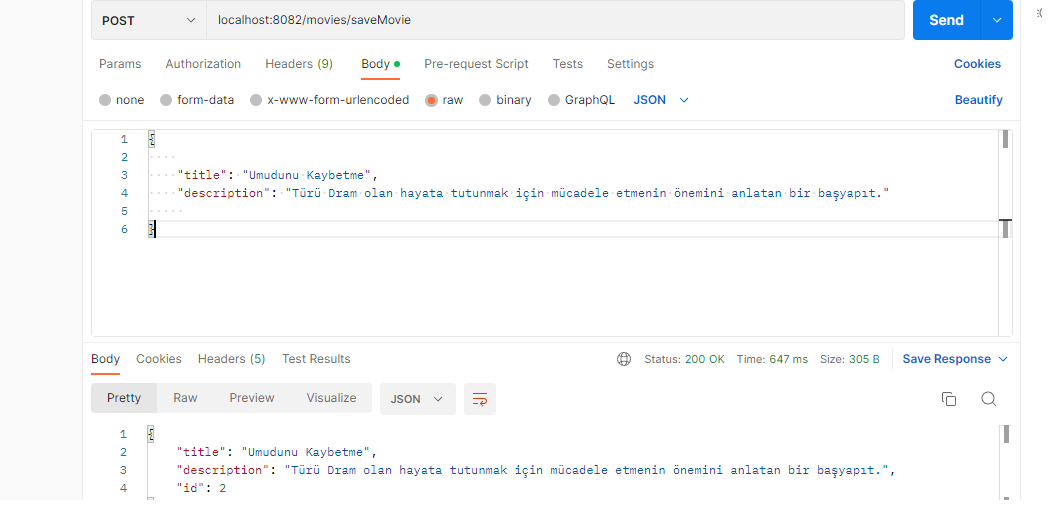 POST localhost:8082/movies/saveMovie Send
Params Authorization Headers (9) Body Pre-request Script Tests Settings Cookies
none form-data x-www-form-urlencoded raw binary GraphQL JSON Beautify
1 {
2
3 "title": "Umudunu Kaybetme",
4 "description": "Türü Dram olan hayata tutunmak için mücadele etmenin önemini anlatan bir başyapıt."
5
6 }
Body Cookies Headers (5) Test Results Status: 200 OK Time: 647 ms Size: 305 B Save Response
Pretty Raw Preview Visualize JSON
1 {
2 "title": "Umudunu Kaybetme",
3 "description": "Türü Dram olan hayata tutunmak için mücadele etmenin önemini anlatan bir başyapıt.",
4 "id": 2